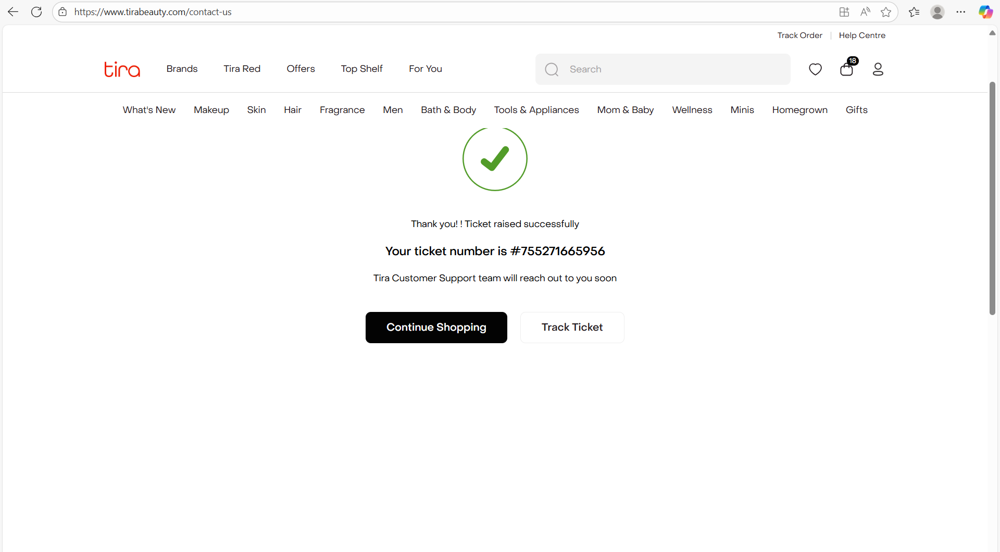 https://www.tirabeauty.com/contact-us
Track Order | Help Centre
tira Brands Tira Red Offers Top Shelf For You Search 18
What's New Makeup Skin Hair Fragrance Men Bath & Body Tools & Appliances Mom & Baby Wellness Minis Homegrown Gifts
Thank you! ! Ticket raised successfully
Your ticket number is #755271665956
Tira Customer Support team will reach out to you soon
Continue Shopping Track Ticket